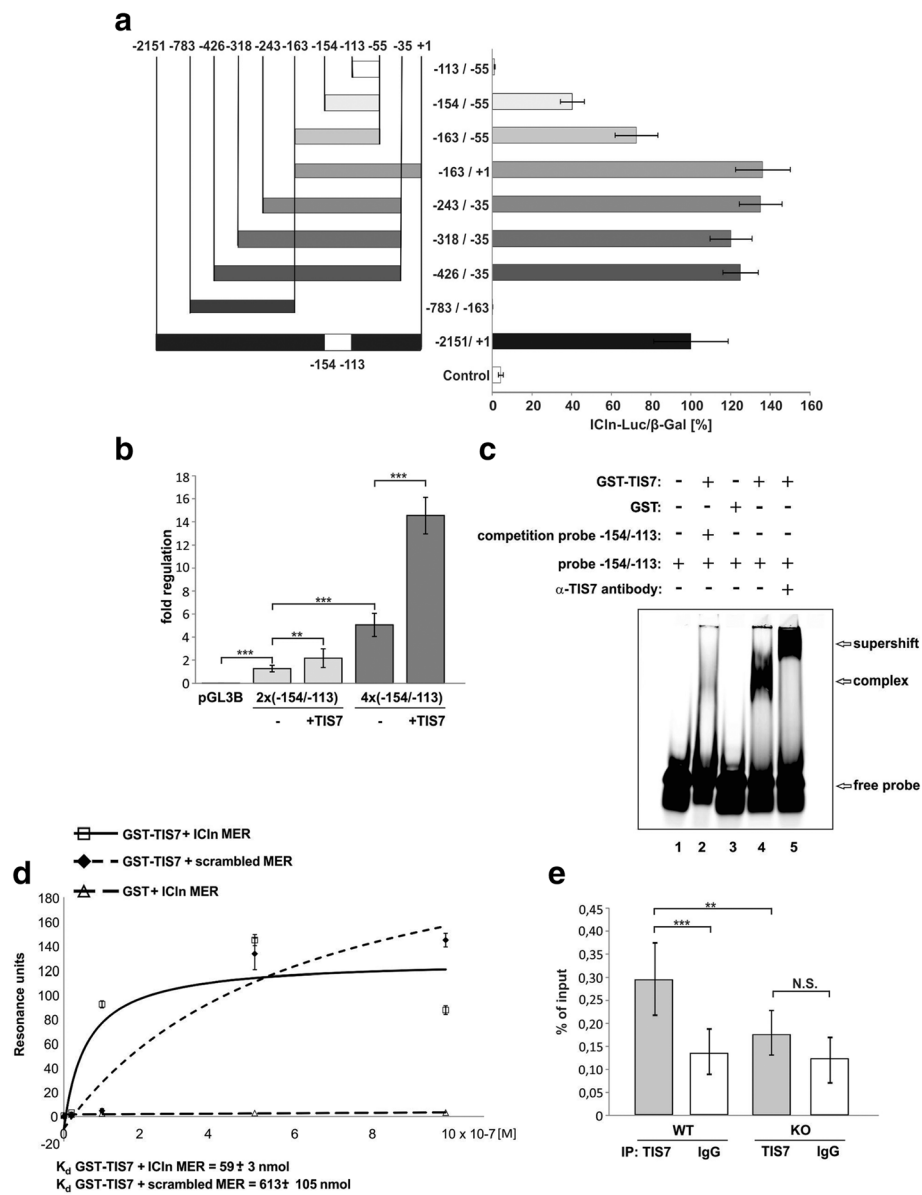 a
-2151 -783 -426 -318 -243 -163 -154 -113 -55 -35 +1
-113 / -55
-154 / -55
-163 / -55
-163 / +1
-243 / -35
-318 / -35
-426 / -35
-783 / -163
-2151/ +1
-154 -113
Control
0 20 40 60 80 100 120 140 160
ICln-Luc/β-Gal [%]
b
fold regulation
18
16
14
12
10
8
6
4
2
0
***
***
**
***
pGL3B 2x(-154/-113) 4x(-154/-113)
- +TIS7 - +TIS7
c
GST-TIS7: - + - + +
GST: - - + - -
competition probe -154/-113: - + - - -
probe -154/-113: + + + + +
α-TIS7 antibody: - - - - +
supershift
complex
free probe
1 2 3 4 5
d
GST-TIS7+ ICln MER
GST-TIS7 + scrambled MER
GST+ ICln MER
Resonance units
180
160
140
120
100
80
60
40
20
0
-20
0 2 4 6 8 10 x 10-7 [M]
Kd GST-TIS7 + ICln MER = 59± 3 nmol
Kd GST-TIS7 + scrambled MER = 613± 105 nmol
e
% of input
0,45
0,40
0,35
0,30
0,25
0,20
0,15
0,10
0,05
0
**
***
N.S.
WT KO
IP: TIS7 IgG TIS7 IgG